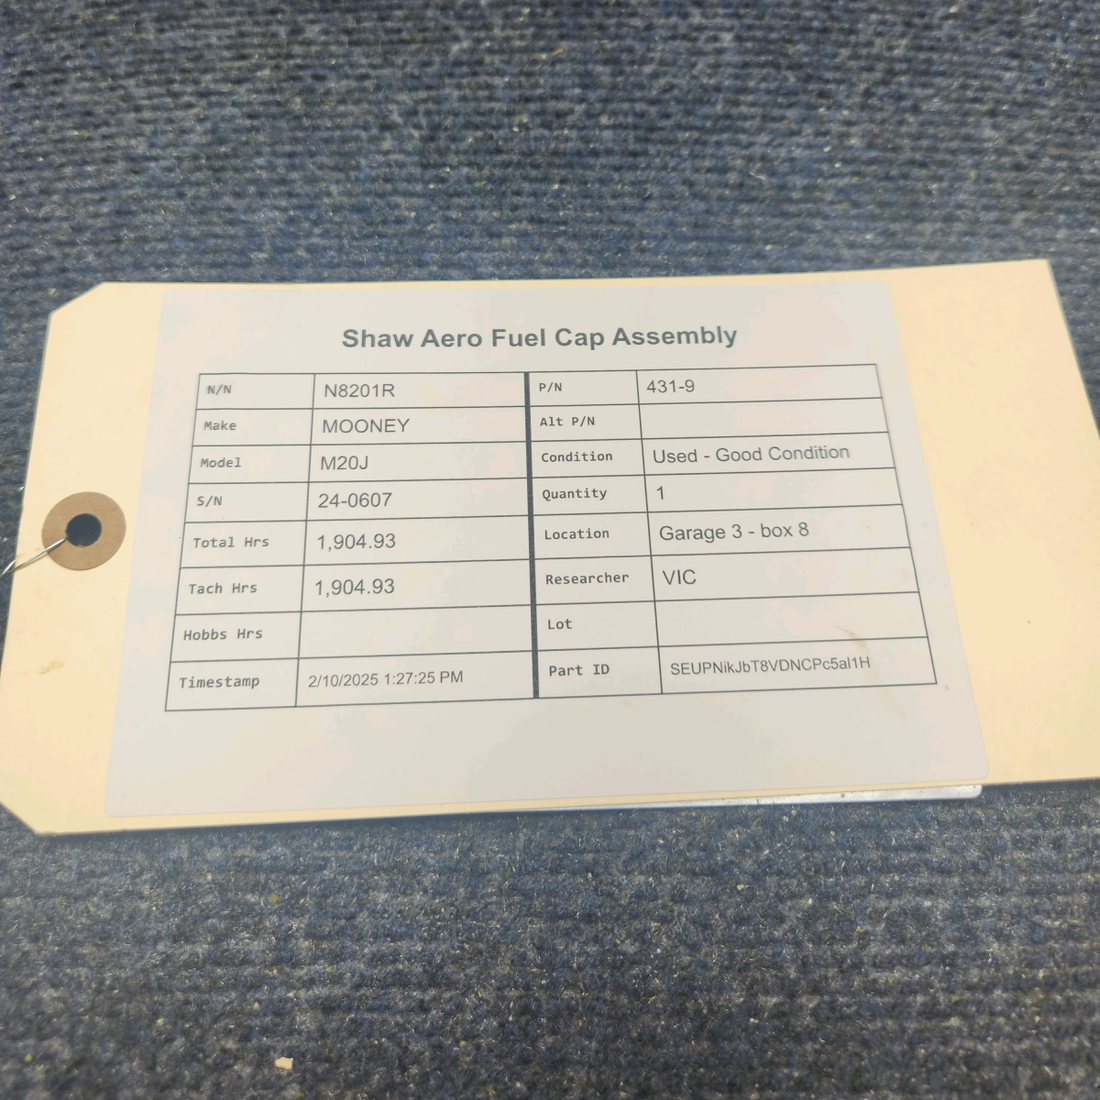 Shaw Aero Fuel Cap Assembly
N/N N8201R P/N 431-9
Make MOONEY Alt P/N
Model M20J Condition Used - Good Condition
S/N 24-0607 Quantity 1
Total Hrs 1,904.93 Location Garage 3 - box 8
Tach Hrs 1,904.93 Researcher VIC
Hobbs Hrs Lot
Timestamp 2/10/2025 1:27:25 PM Part ID SEUPNikJbT8VDNCPc5al1H